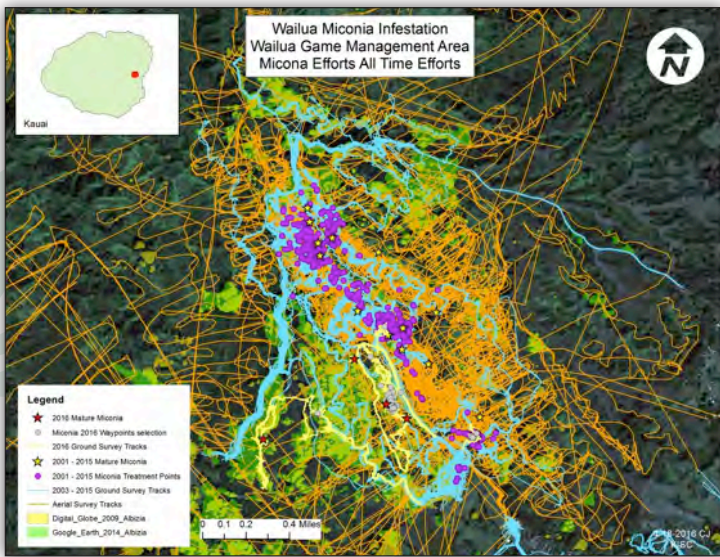 Wailua Miconia Infestation
Wailua Game Management Area
Micona Efforts All Time Efforts
N
Kauai
Legend
2016 Mature Miconia
Miconia 2016 Waypoints selection
2016 Ground Survey Tracks
2001 - 2015 Mature Miconia
2001 - 2015 Miconia Treatment Points
2003 - 2015 Ground Survey Tracks
Aerial Survey Tracks
Digital_Globe_2009_Albizia
Google_Earth_2014_Albizia
0 0.2 0.4 Miles